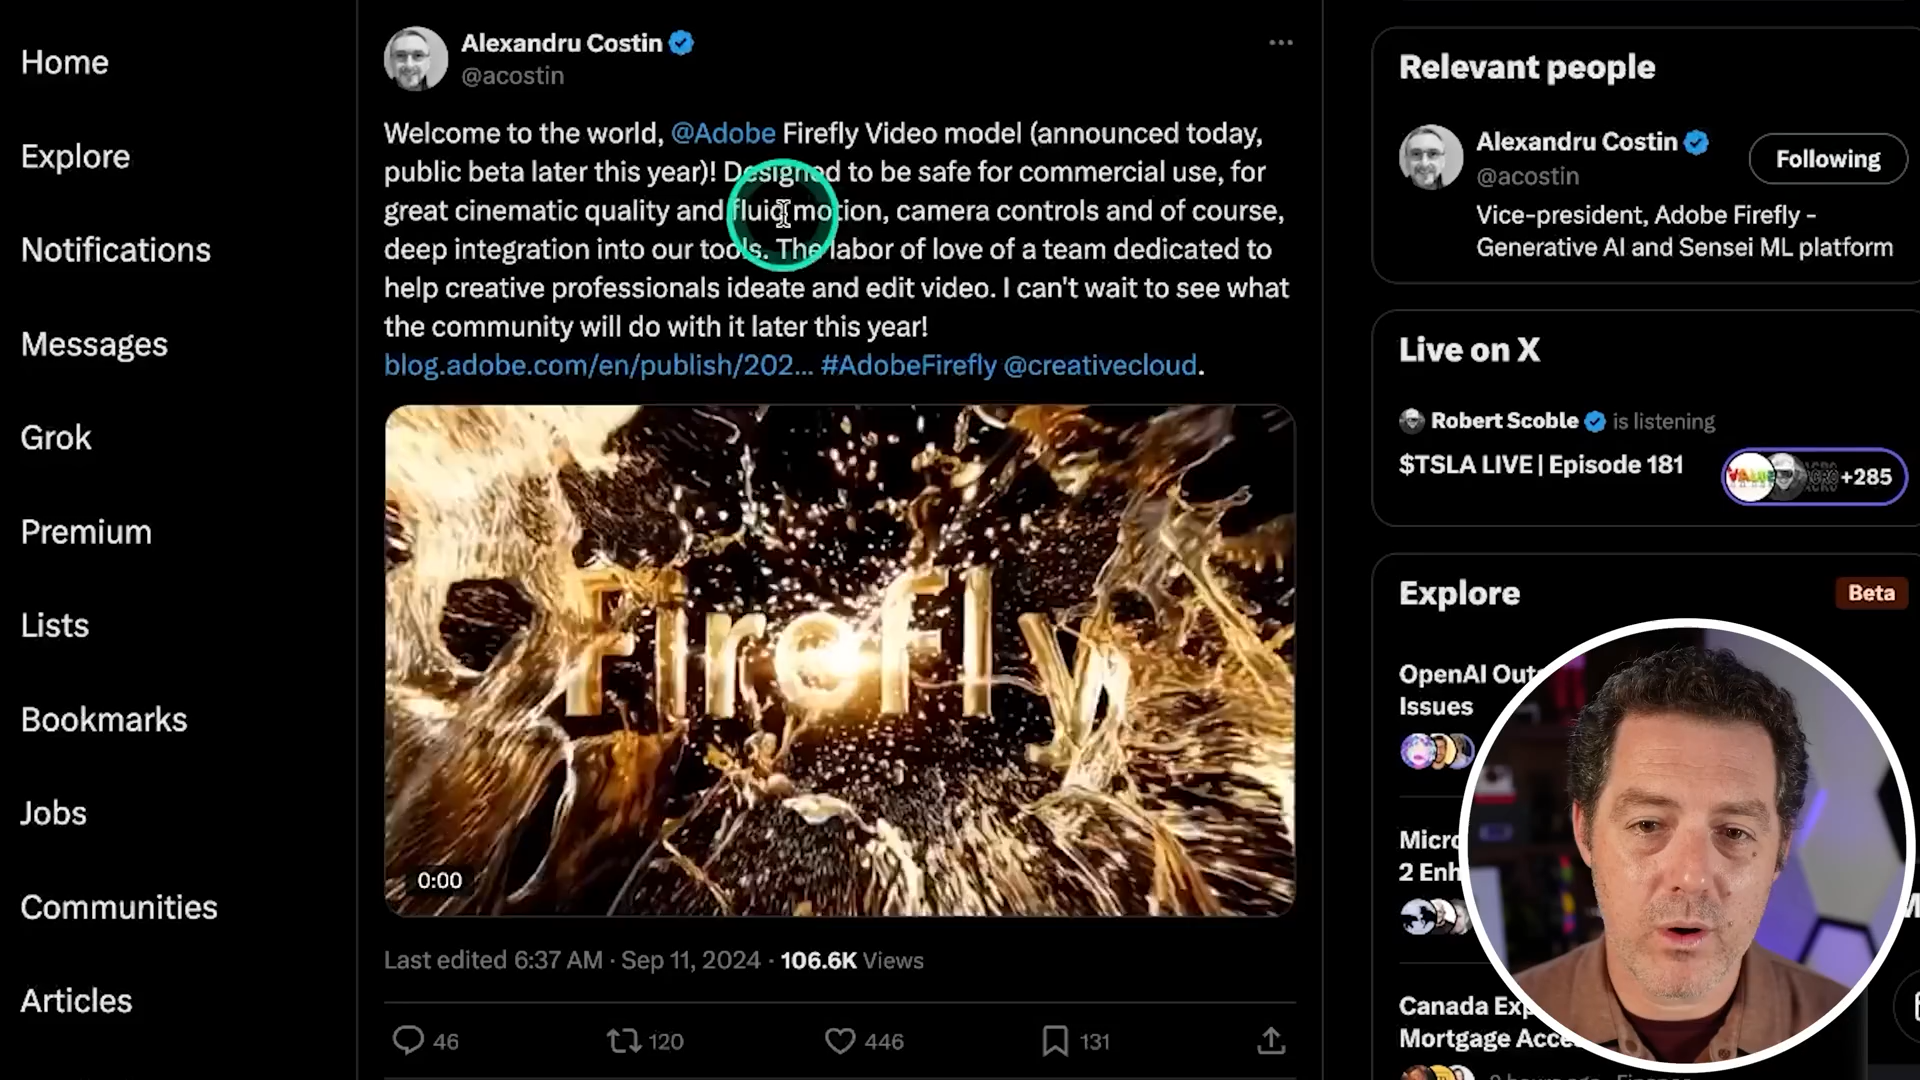 Home
Explore
Notifications
Messages
Grok
Premium
Lists
Bookmarks
Jobs
Communities
Articles
Alexandru Costin
@acostin
Welcome to the world, @Adobe Firefly Video model (announced today,
public beta later this year)! Designed to be safe for commercial use, for
great cinematic quality and fluid motion, camera controls and of course,
deep integration into our tools. The labor of love of a team dedicated to
help creative professionals ideate and edit video. I can't wait to see what
the community will do with it later this year!
blog.adobe.com/en/publish/202... #AdobeFirefly @creativecloud.
Firefly
0:00
Last edited 6:37 AM · Sep 11, 2024 · 106.6K Views
46 120 446 131
Relevant people
Alexandru Costin
Following
@acostin
Vice-president, Adobe Firefly -
Generative AI and Sensei ML platform
Live on X
Robert Scoble is listening
$TSLA LIVE | Episode 181
VALUE
+285
Explore
Beta
OpenAI
Issues
2
Canada
Mortgage